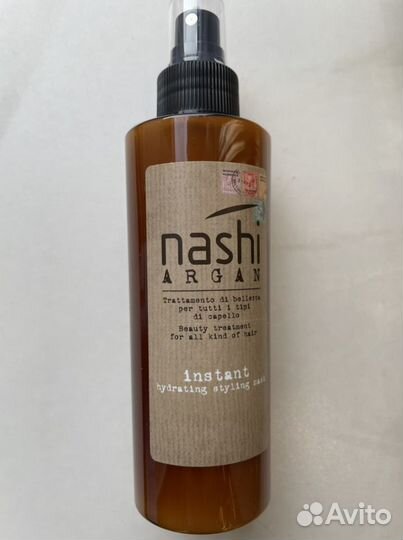 nashi
ARGAN
Trattamento di bellezza
per tutti i tipi
di capello
Beauty treatment
for all kind of hair
instant
hydrating styling mask
Avito